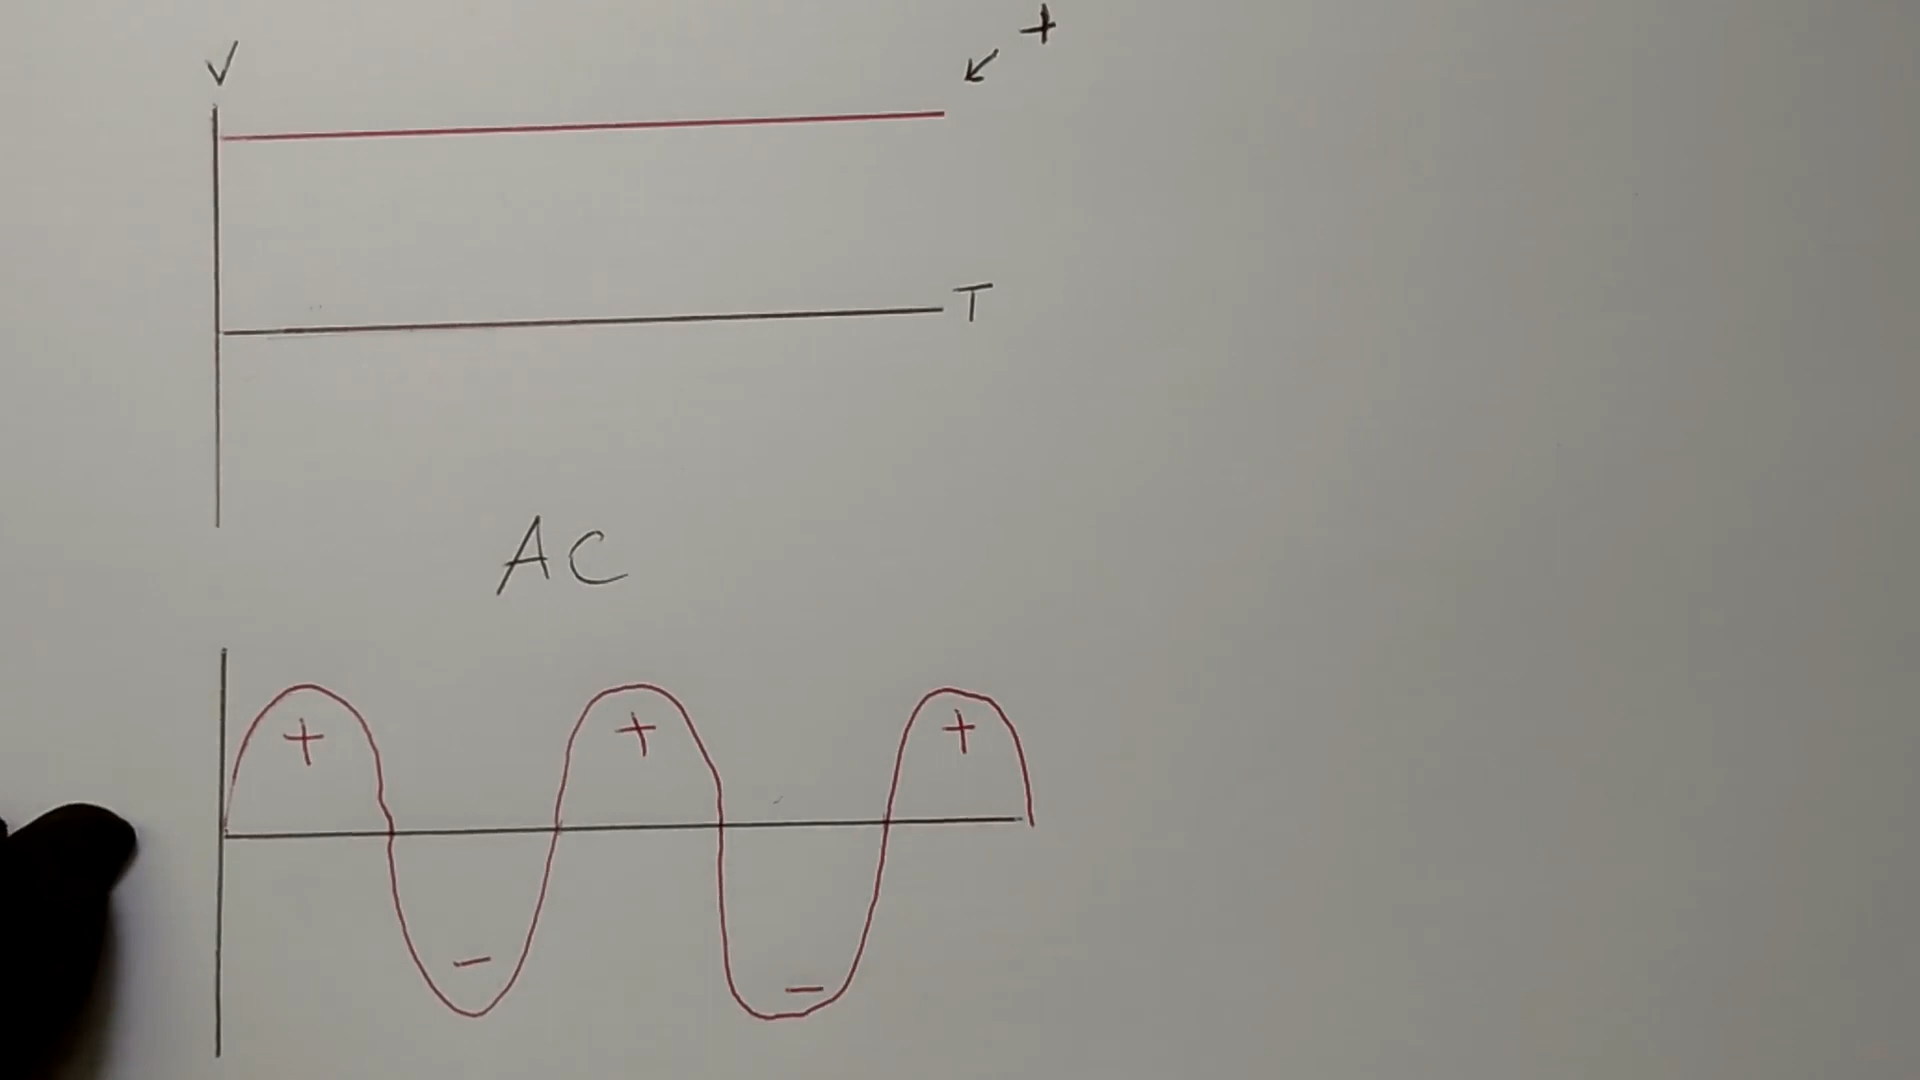 +
V
T
AC
+ + +
- -